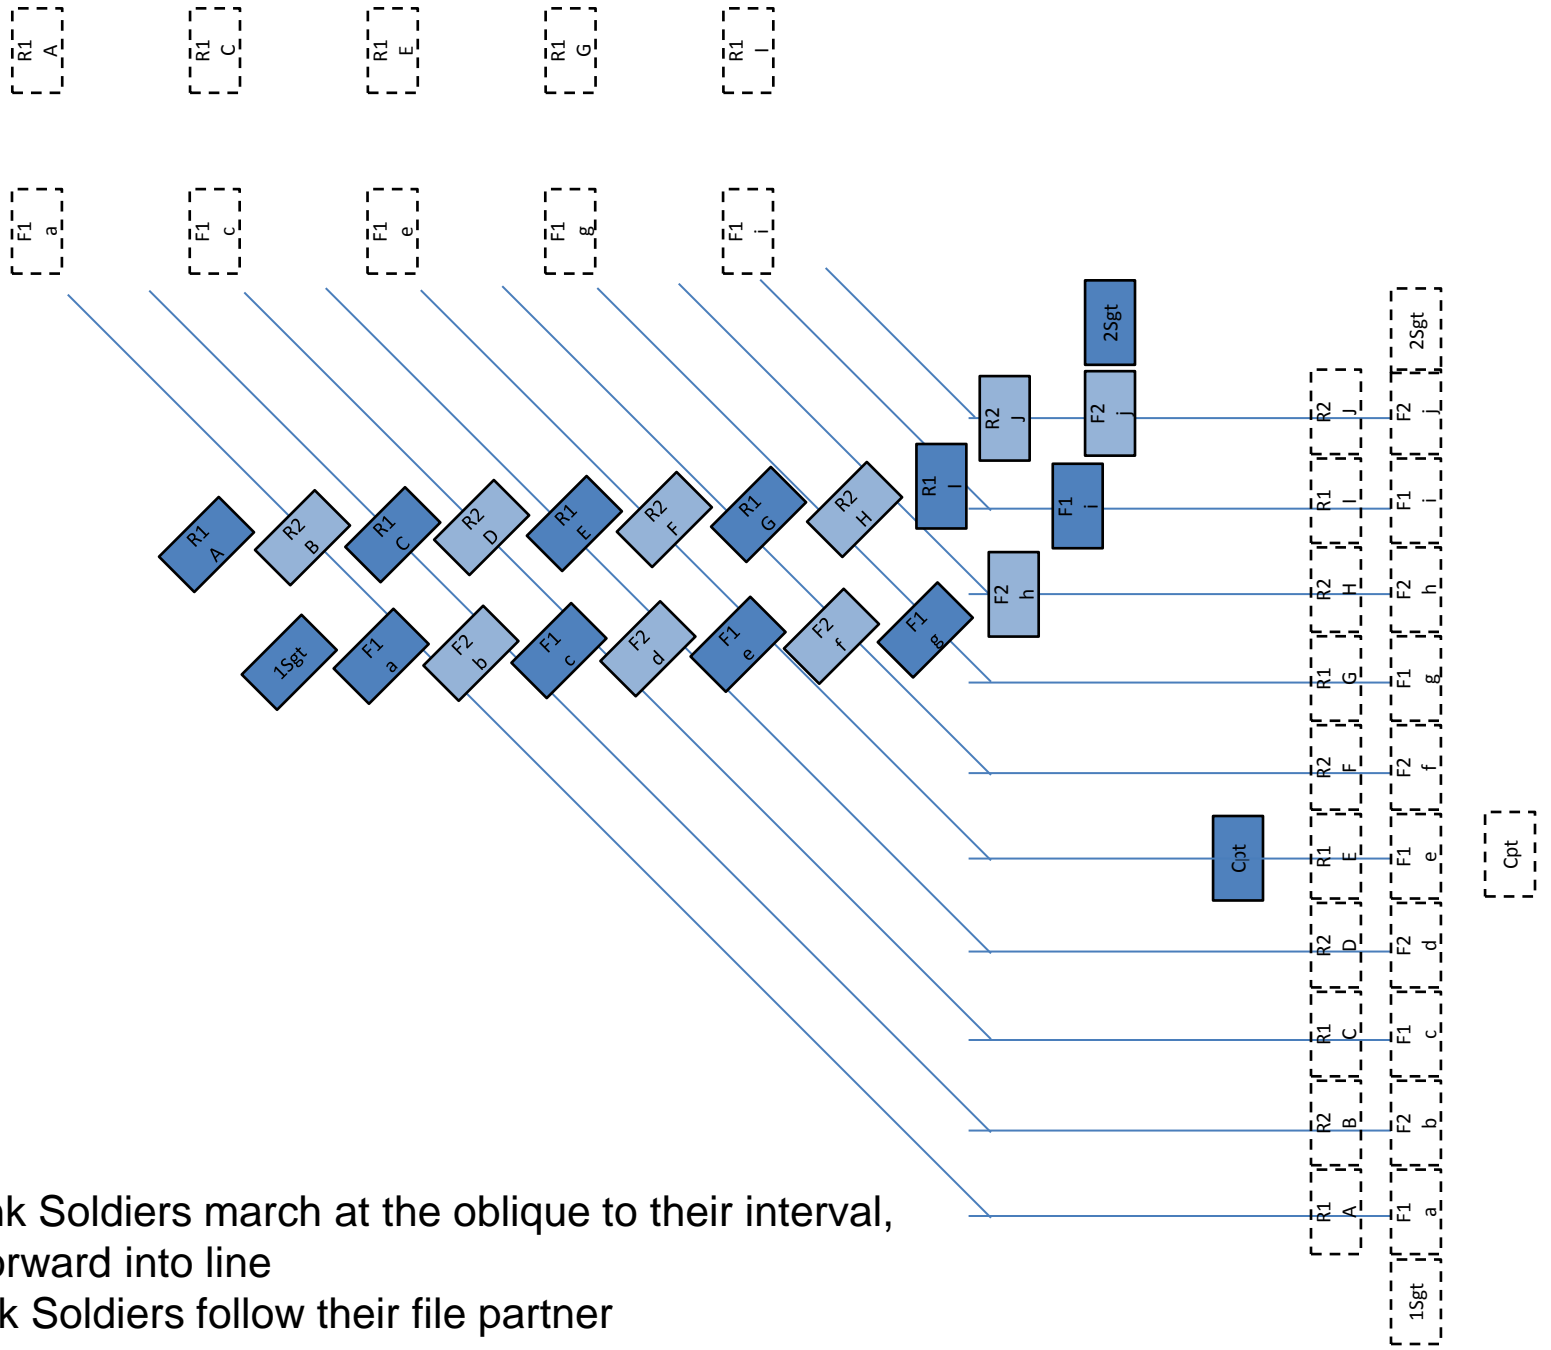 R1
A
R1
C
R1
E
R1
G
R1
I
F1
a
F1
c
F1
e
F1
g
F1
i
2Sgt
2Sgt
R2
J
F2
j
R2
J
F2
j
R1
A
R2
B
R1
C
R2
D
R1
E
R2
F
R1
G
R2
H
R1
I
F1
i
R1
I
F1
i
1Sgt
F1
a
F2
b
F1
c
F2
d
F1
e
F2
f
F1
g
F2
h
R2
H
F2
h
R1
G
F1
g
R2
F
F2
f
Cpt
R1
E
F1
e
Cpt
R2
D
F2
d
R1
C
F1
c
R2
B
F2
b
R1
A
F1
a
1Sgt
nk Soldiers march at the oblique to their interval,
orward into line
k Soldiers follow their file partner